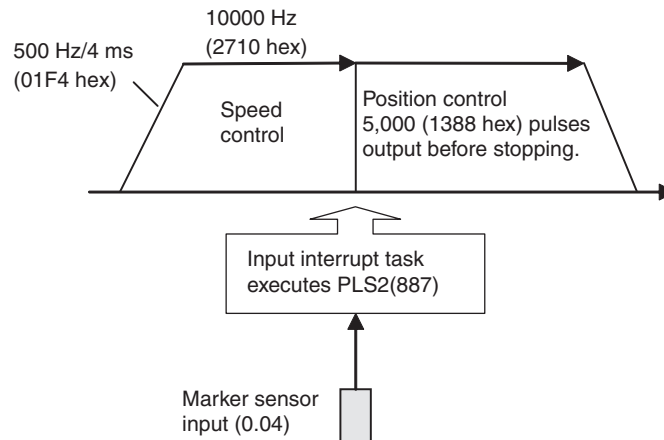 10000 Hz
(2710 hex)
500 Hz/4 ms
(01F4 hex)
Speed
control
Position control
5,000 (1388 hex) pulses
output before stopping.
Input interrupt task
executes PLS2(887)
Marker sensor
input (0.04)